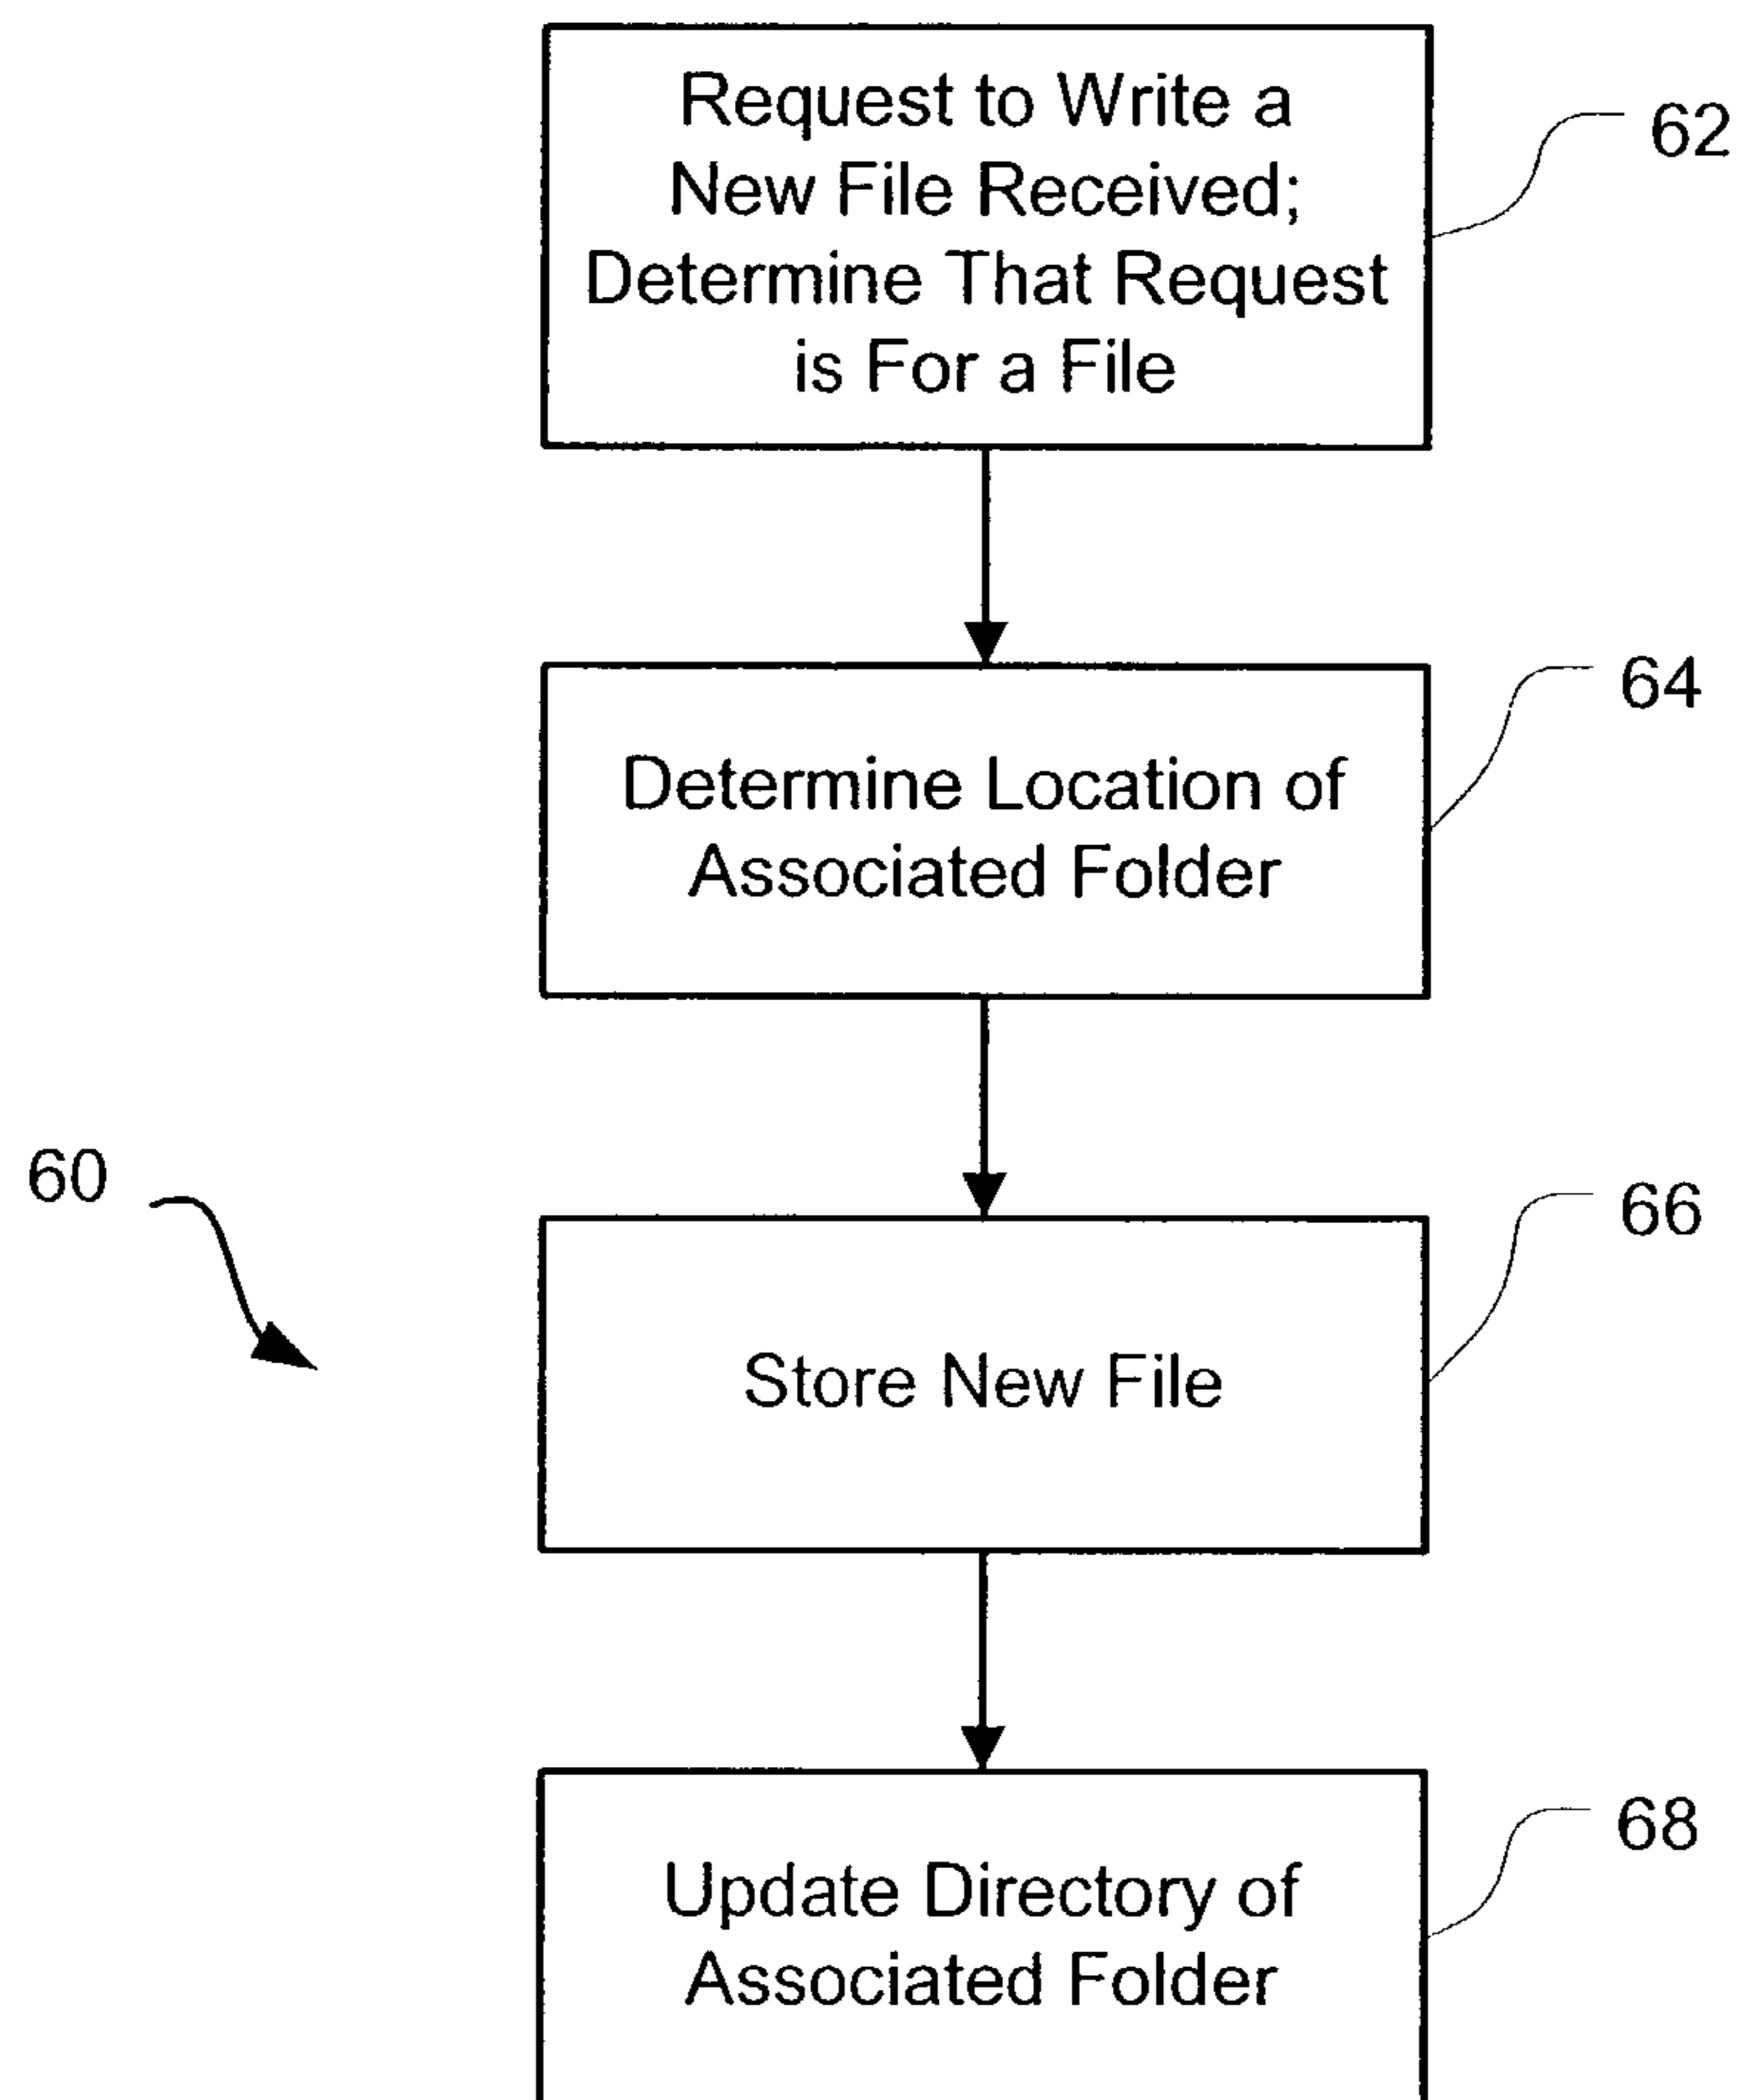 Request to Write a
New File Received;
Determine That Request
is For a File
62
Determine Location of
Associated Folder
64
60
Store New File
66
Update Directory of
Associated Folder
68